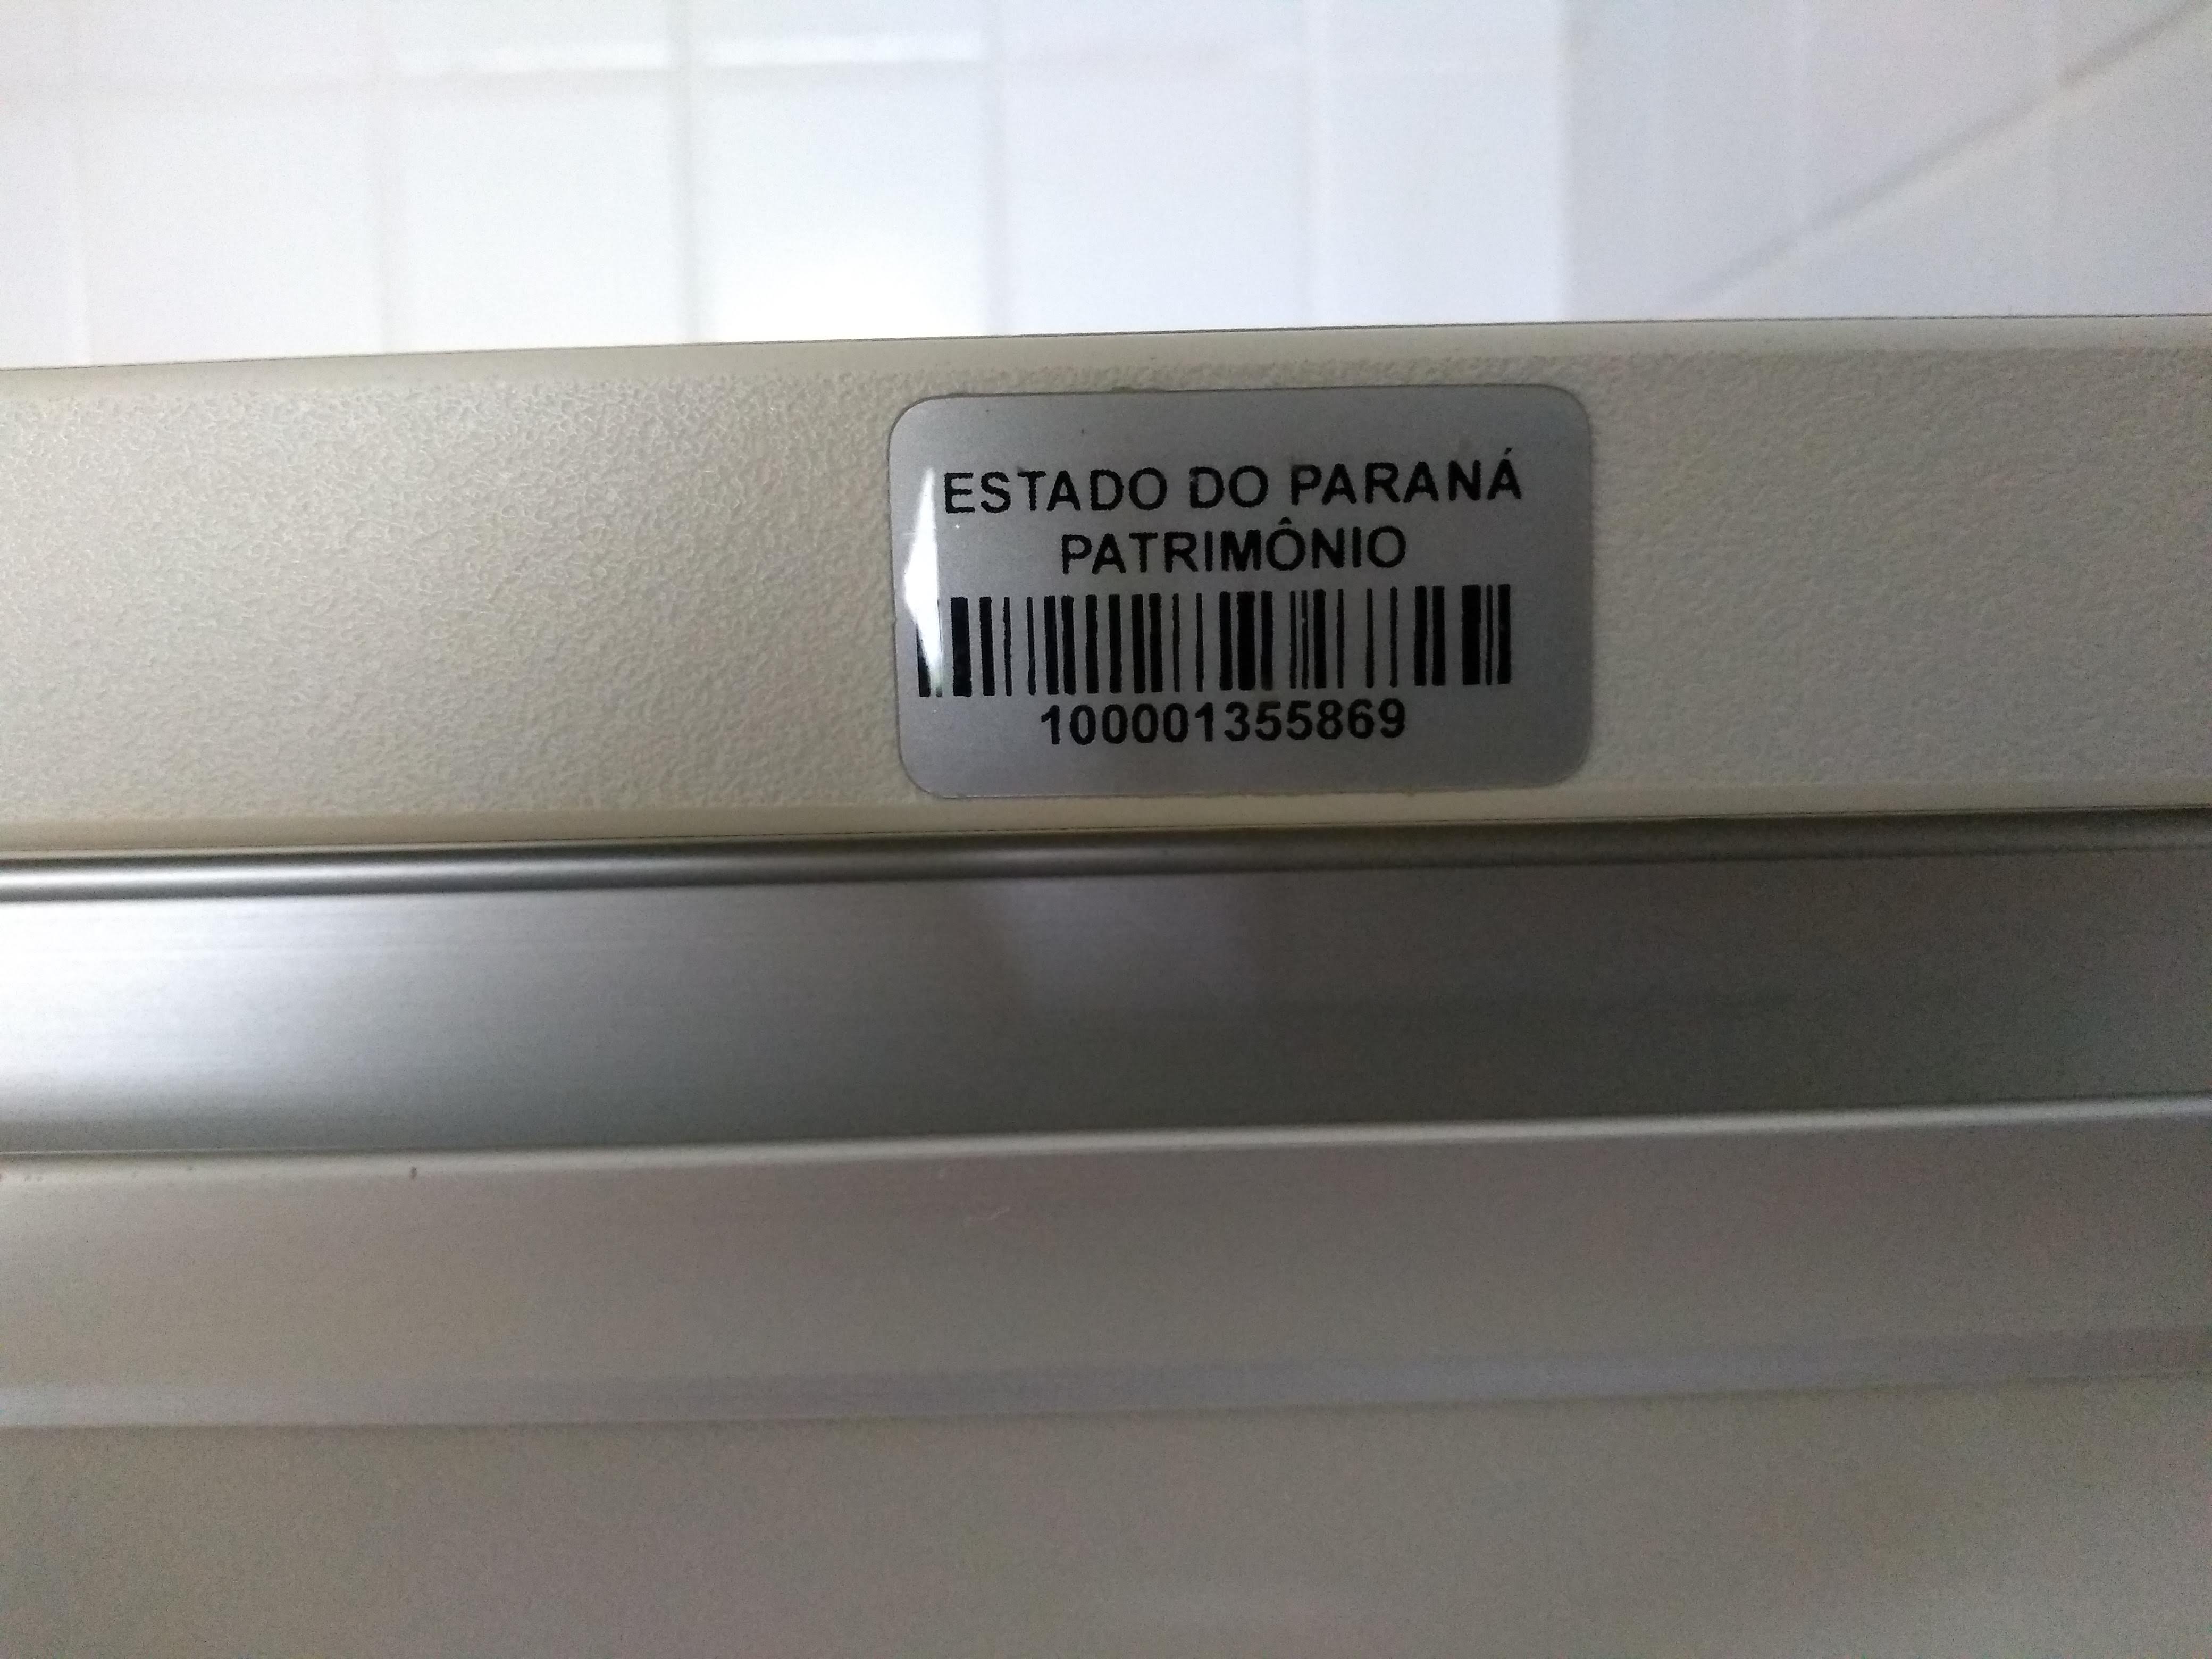 ESTADO DO PARANÁ
PATRIMÔNIO
100001355869